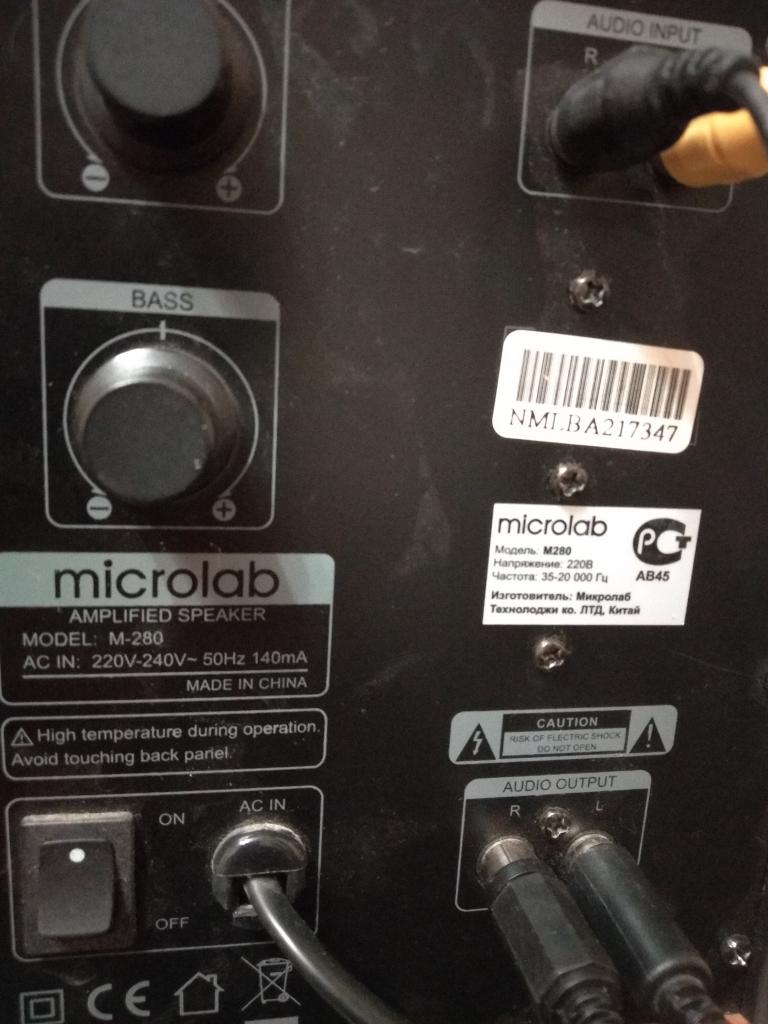 AUDIO INPUT
R
BASS
NMLBA217347
microlab
Модель: M280
Напряжение: 220В
Частота: 35-20 000 Гц
Изготовитель: Микролаб
Технолоджи ко. ЛТД, Китай
РСТ
АВ45
microlab
AMPLIFIED SPEAKER
MODEL: M-280
AC IN: 220V-240V~ 50Hz 140mA
MADE IN CHINA
High temperature during operation.
Avoid touching back panel.
CAUTION
RISK OF ELECTRIC SHOCK
DO NOT OPEN
AUDIO OUTPUT
R L
ON
OFF
AC IN
CE